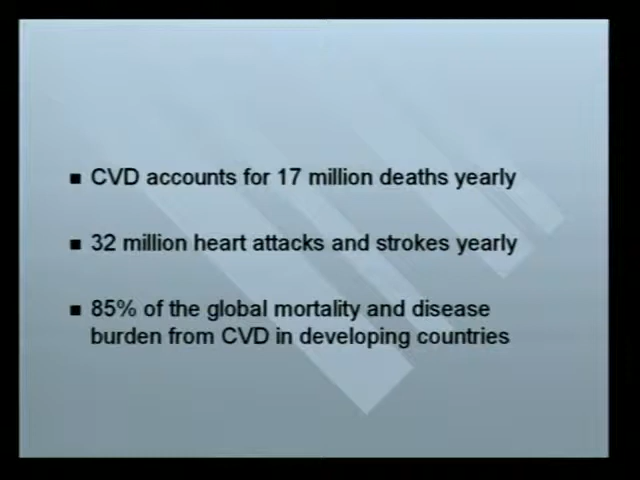 ■ CVD accounts for 17 million deaths yearly
■ 32 million heart attacks and strokes yearly
■ 85% of the global mortality and disease
burden from CVD in developing countries